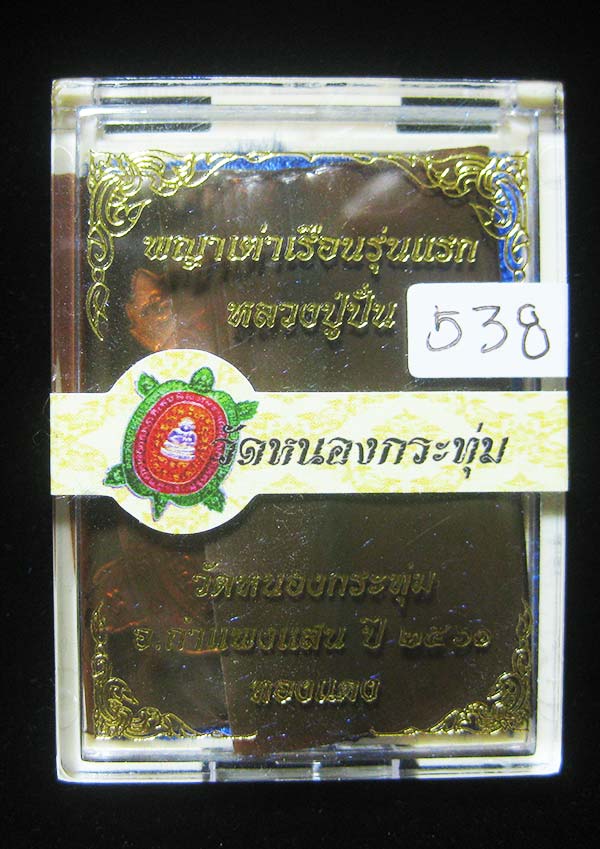 พญาเต่าเรือนรุ่นแรก
หลวงปู่ปั่น
538
วัดหนองกระทุ่ม
วัดหนองกระทุ่ม
อ.กำแพงแสน ปี ๒๕๖๑
ทองแดง